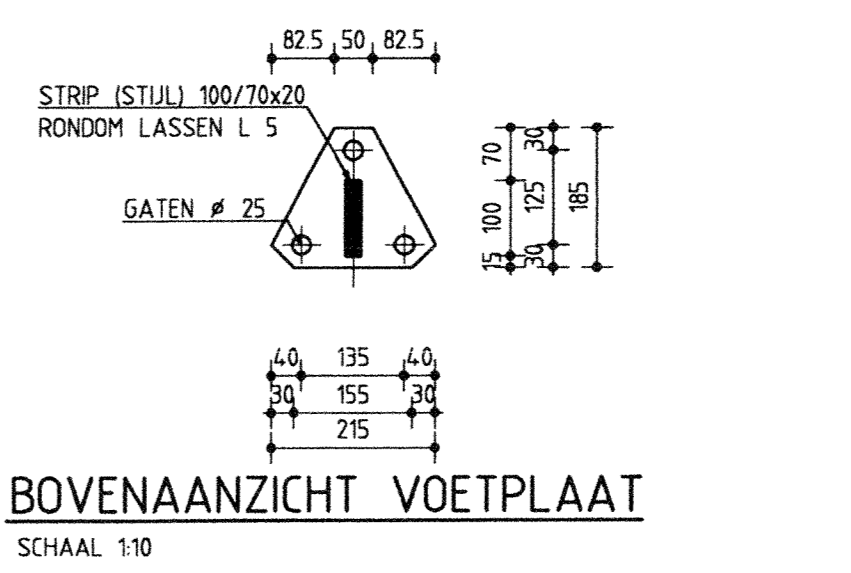 82.5 50 82.5
STRIP (STIJL) 100/70x20
RONDOM LASSEN L 5
GATEN ø 25
70 100 15
30 125 30
185
40 135 40
30 155 30
215
BOVENAANZICHT VOETPLAAT
SCHAAL 1:10